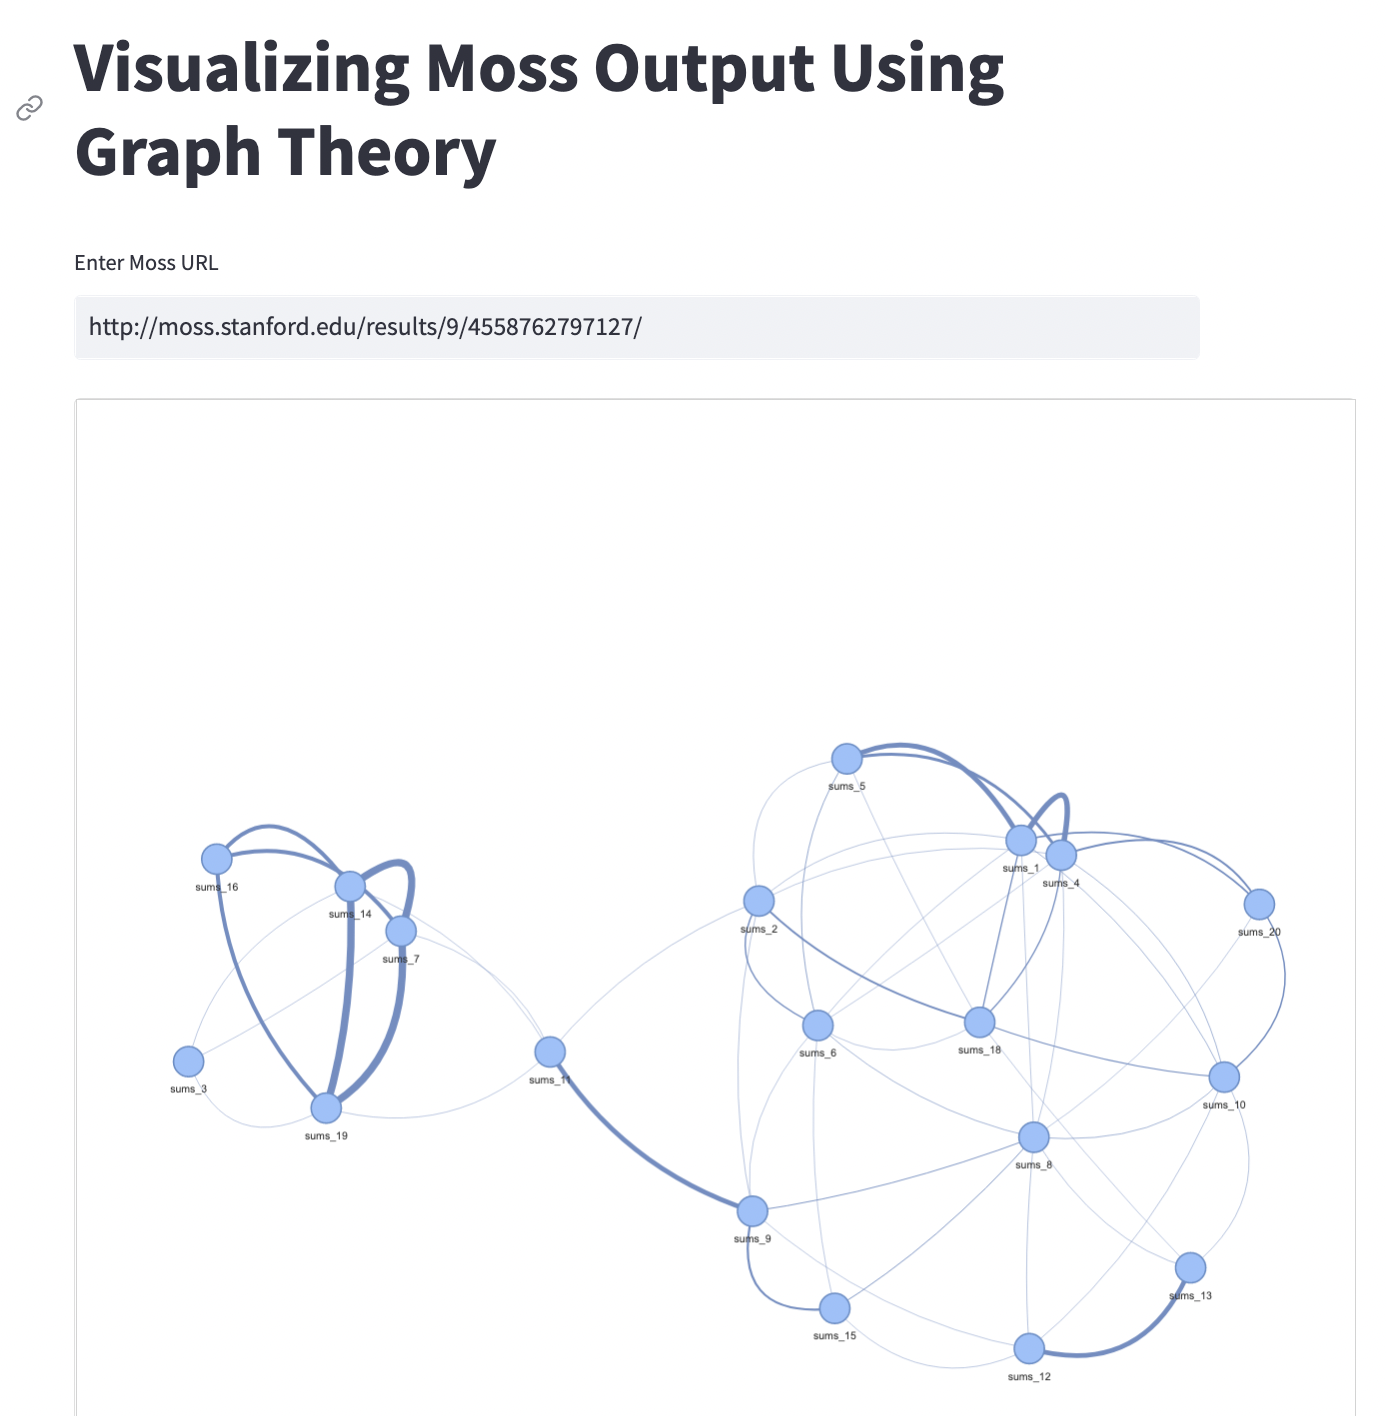 Visualizing Moss Output Using
Graph Theory
Enter Moss URL
http://moss.stanford.edu/results/9/4558762797127/
sums_5
sums_1
sums_4
sums_16
sums_14
sums_2
sums_20
sums_7
sums_6
sums_18
sums_11
sums_3
sums_10
sums_19
sums_8
sums_9
sums_13
sums_15
sums_12